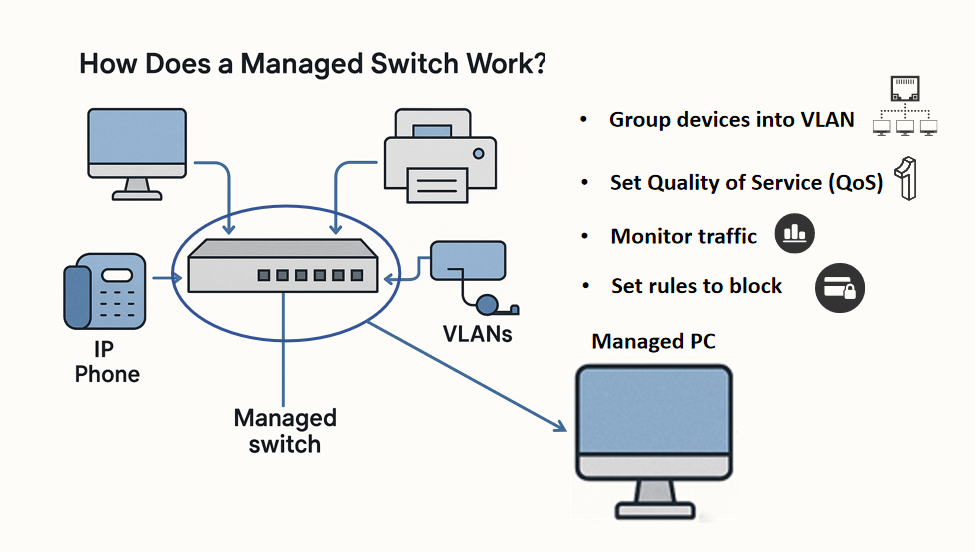 How Does a Managed Switch Work?
• Group devices into VLAN
• Set Quality of Service (QoS)
• Monitor traffic
• Set rules to block
IP
Phone
VLANs
Managed
switch
Managed PC